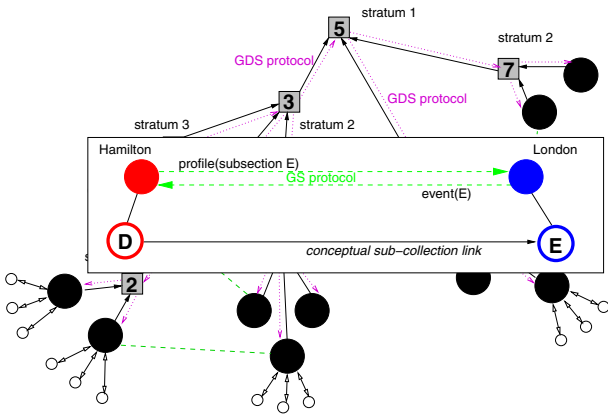 stratum 1
5
GDS protocol
stratum 2
7
GDS protocol
3
stratum 3
stratum 2
Hamilton
London
profile(subsection E)
GS protocol
event(E)
D
E
conceptual sub-collection link
2